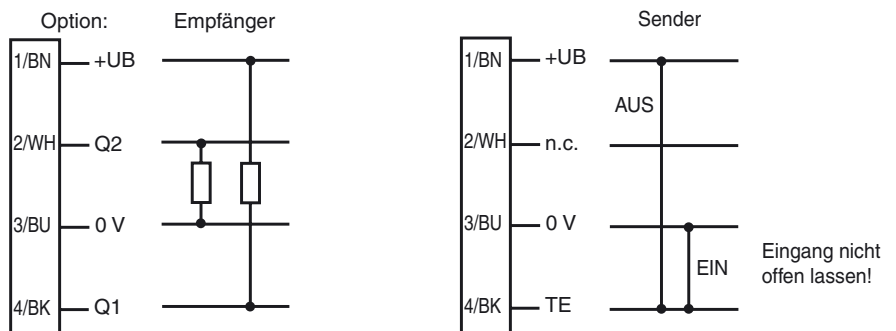 Option: Empfänger
1/BN +UB
2/WH Q2
3/BU 0 V
4/BK Q1
Sender
1/BN +UB
AUS
2/WH n.c.
3/BU 0 V
EIN
4/BK TE
Eingang nicht
offen lassen!